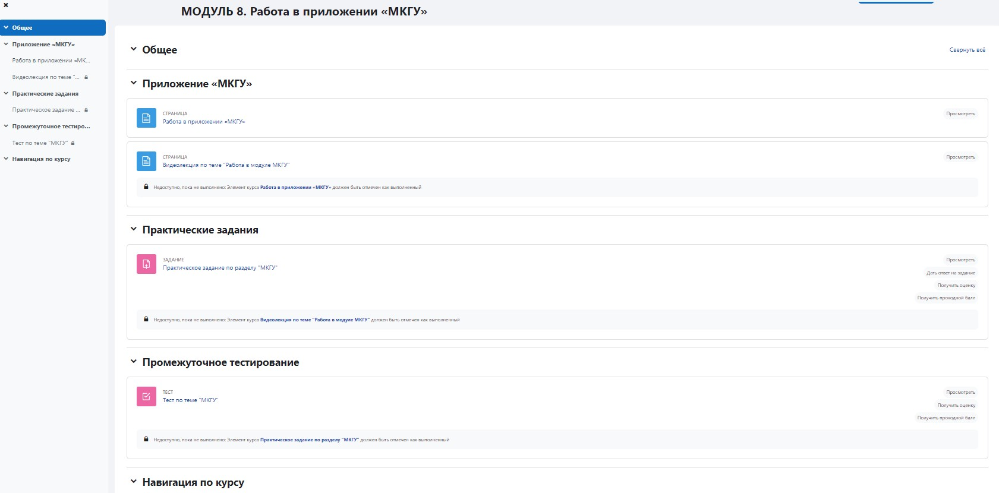 МОДУЛЬ 8. Работа в приложении «МКГУ»
Общее
Приложение «МКГУ»
Работа в приложении «МК...
Видеолекция по теме "...
Практические задания
Практическое задание ...
Промежуточное тестиро...
Тест по теме "МКГУ"
Навигация по курсу
Общее
Свернуть всё
Приложение «МКГУ»
СТРАНИЦА
Работа в приложении «МКГУ»
Просмотреть
СТРАНИЦА
Видеолекция по теме "Работа в модуле МКГУ"
Просмотреть
Недоступно, пока не выполнено: Элемент курса Работа в приложении «МКГУ» должен быть отмечен как выполненный
Практические задания
ЗАДАНИЕ
Практическое задание по разделу "МКГУ"
Просмотреть
Дать ответ на задание
Получить оценку
Получить проходной балл
Недоступно, пока не выполнено: Элемент курса Видеолекция по теме "Работа в модуле МКГУ" должен быть отмечен как выполненный
Промежуточное тестирование
ТЕСТ
Тест по теме "МКГУ"
Просмотреть
Получить оценку
Получить проходной балл
Недоступно, пока не выполнено: Элемент курса Практическое задание по разделу "МКГУ" должен быть отмечен как выполненный
Навигация по курсу